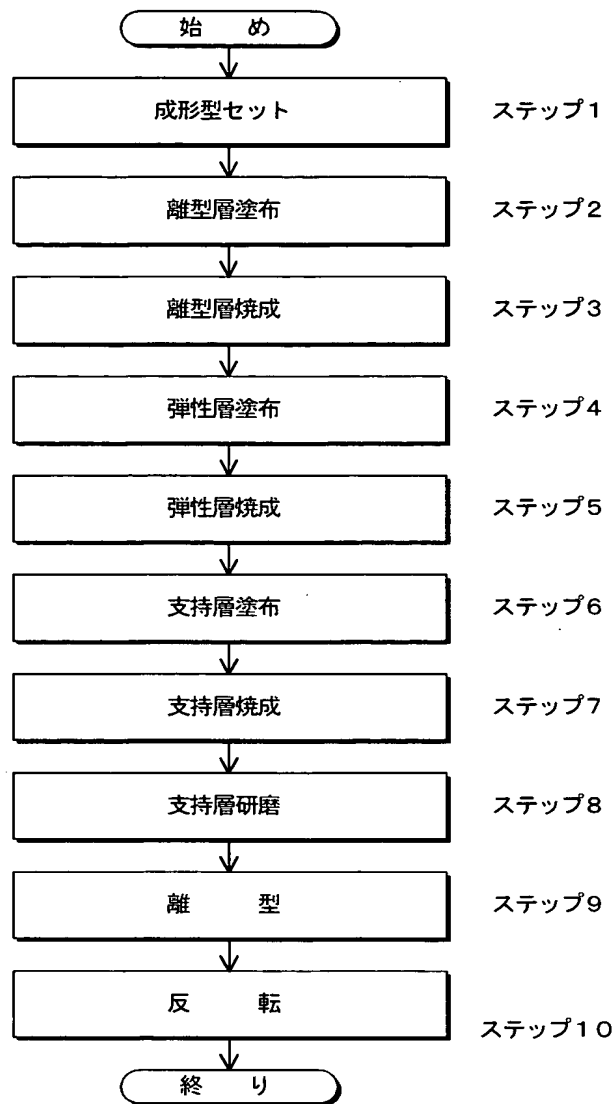 始 め
成形型セット ステップ1
離型層塗布 ステップ2
離型層焼成 ステップ3
弾性層塗布 ステップ4
弾性層焼成 ステップ5
支持層塗布 ステップ6
支持層焼成 ステップ7
支持層研磨 ステップ8
離 型 ステップ9
反 転 ステップ10
終 り